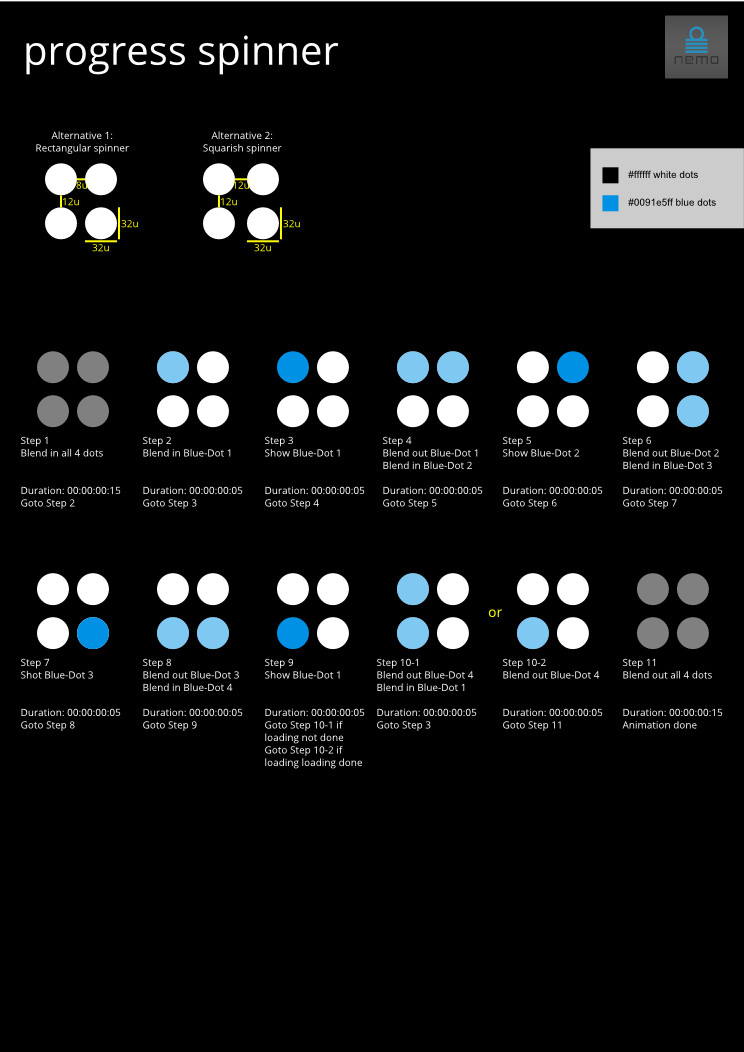 progress spinner
nemo
Alternative 1:
Rectangular spinner
8u
12u
32u
32u
Alternative 2:
Squarish spinner
12u
12u
32u
32u
#ffffff white dots
#0091e5ff blue dots
Step 1
Blend in all 4 dots
Duration: 00:00:00:15
Goto Step 2
Step 2
Blend in Blue-Dot 1
Duration: 00:00:00:05
Goto Step 3
Step 3
Show Blue-Dot 1
Duration: 00:00:00:05
Goto Step 4
Step 4
Blend out Blue-Dot 1
Blend in Blue-Dot 2
Duration: 00:00:00:05
Goto Step 5
Step 5
Show Blue-Dot 2
Duration: 00:00:00:05
Goto Step 6
Step 6
Blend out Blue-Dot 2
Blend in Blue-Dot 3
Duration: 00:00:00:05
Goto Step 7
Step 7
Shot Blue-Dot 3
Duration: 00:00:00:05
Goto Step 8
Step 8
Blend out Blue-Dot 3
Blend in Blue-Dot 4
Duration: 00:00:00:05
Goto Step 9
Step 9
Show Blue-Dot 1
Duration: 00:00:00:05
Goto Step 10-1 if
loading not done
Goto Step 10-2 if
loading loading done
Step 10-1
Blend out Blue-Dot 4
Blend in Blue-Dot 1
Duration: 00:00:00:05
Goto Step 3
or
Step 10-2
Blend out Blue-Dot 4
Duration: 00:00:00:05
Goto Step 11
Step 11
Blend out all 4 dots
Duration: 00:00:00:15
Animation done